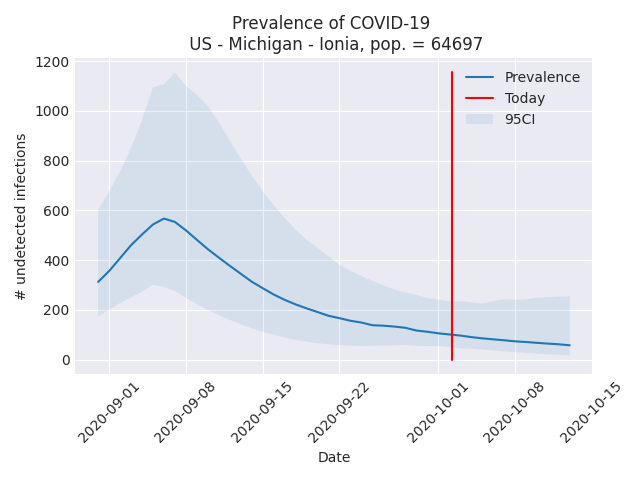 Prevalence of COVID-19
US - Michigan - Ionia, pop. = 64697
# undetected infections
1200
1000
800
600
400
200
0
Prevalence
Today
95CI
2020-09-01
2020-09-08
2020-09-15
2020-09-22
2020-10-01
2020-10-08
2020-10-15
Date